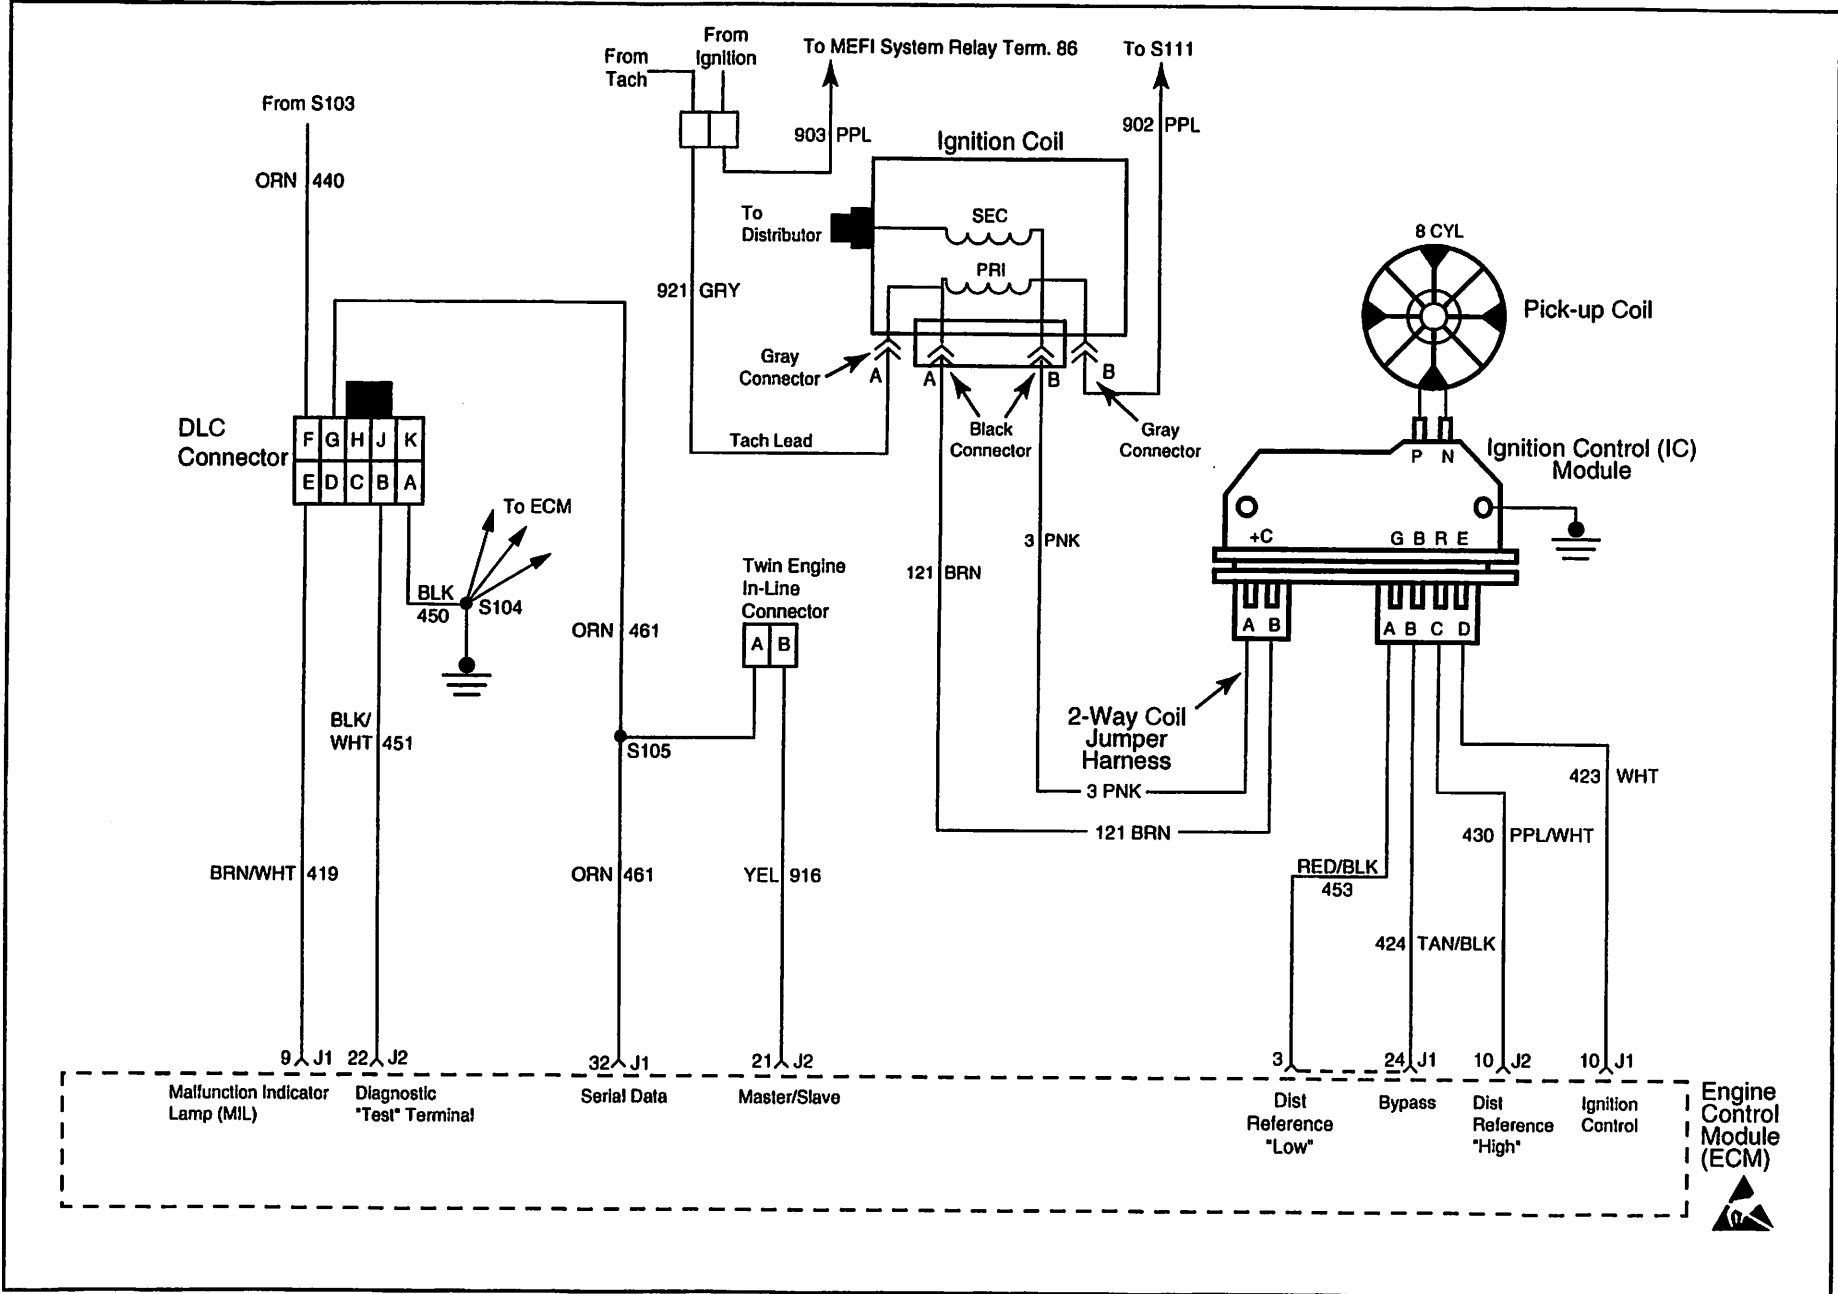 From
Ignition
From
Tach
To MEFI System Relay Term. 86
To S111
From S103
903 PPL
902 PPL
Ignition Coil
ORN 440
To
Distributor
SEC
PRI
8 CYL
Pick-up Coil
921 GRY
Gray
Connector
A
A
B
B
Black
Connector
Gray
Connector
Tach Lead
DLC
Connector
F G H J K
E D C B A
P N
Ignition Control (IC)
Module
+C
G B R E
To ECM
BLK
450
S104
3 PNK
121 BRN
Twin Engine
In-Line
Connector
A B
A B
A B C D
ORN 461
2-Way Coil
Jumper
Harness
BLK/
WHT 451
S105
3 PNK
121 BRN
423 WHT
430 PPL/WHT
BRN/WHT 419
ORN 461
YEL 916
RED/BLK
453
424 TAN/BLK
9 J1
22 J2
32 J1
21 J2
3
24 J1
10 J2
10 J1
Malfunction Indicator
Lamp (MIL)
Diagnostic
"Test" Terminal
Serial Data
Master/Slave
Dist
Reference
"Low"
Bypass
Dist
Reference
"High"
Ignition
Control
Engine
Control
Module
(ECM)